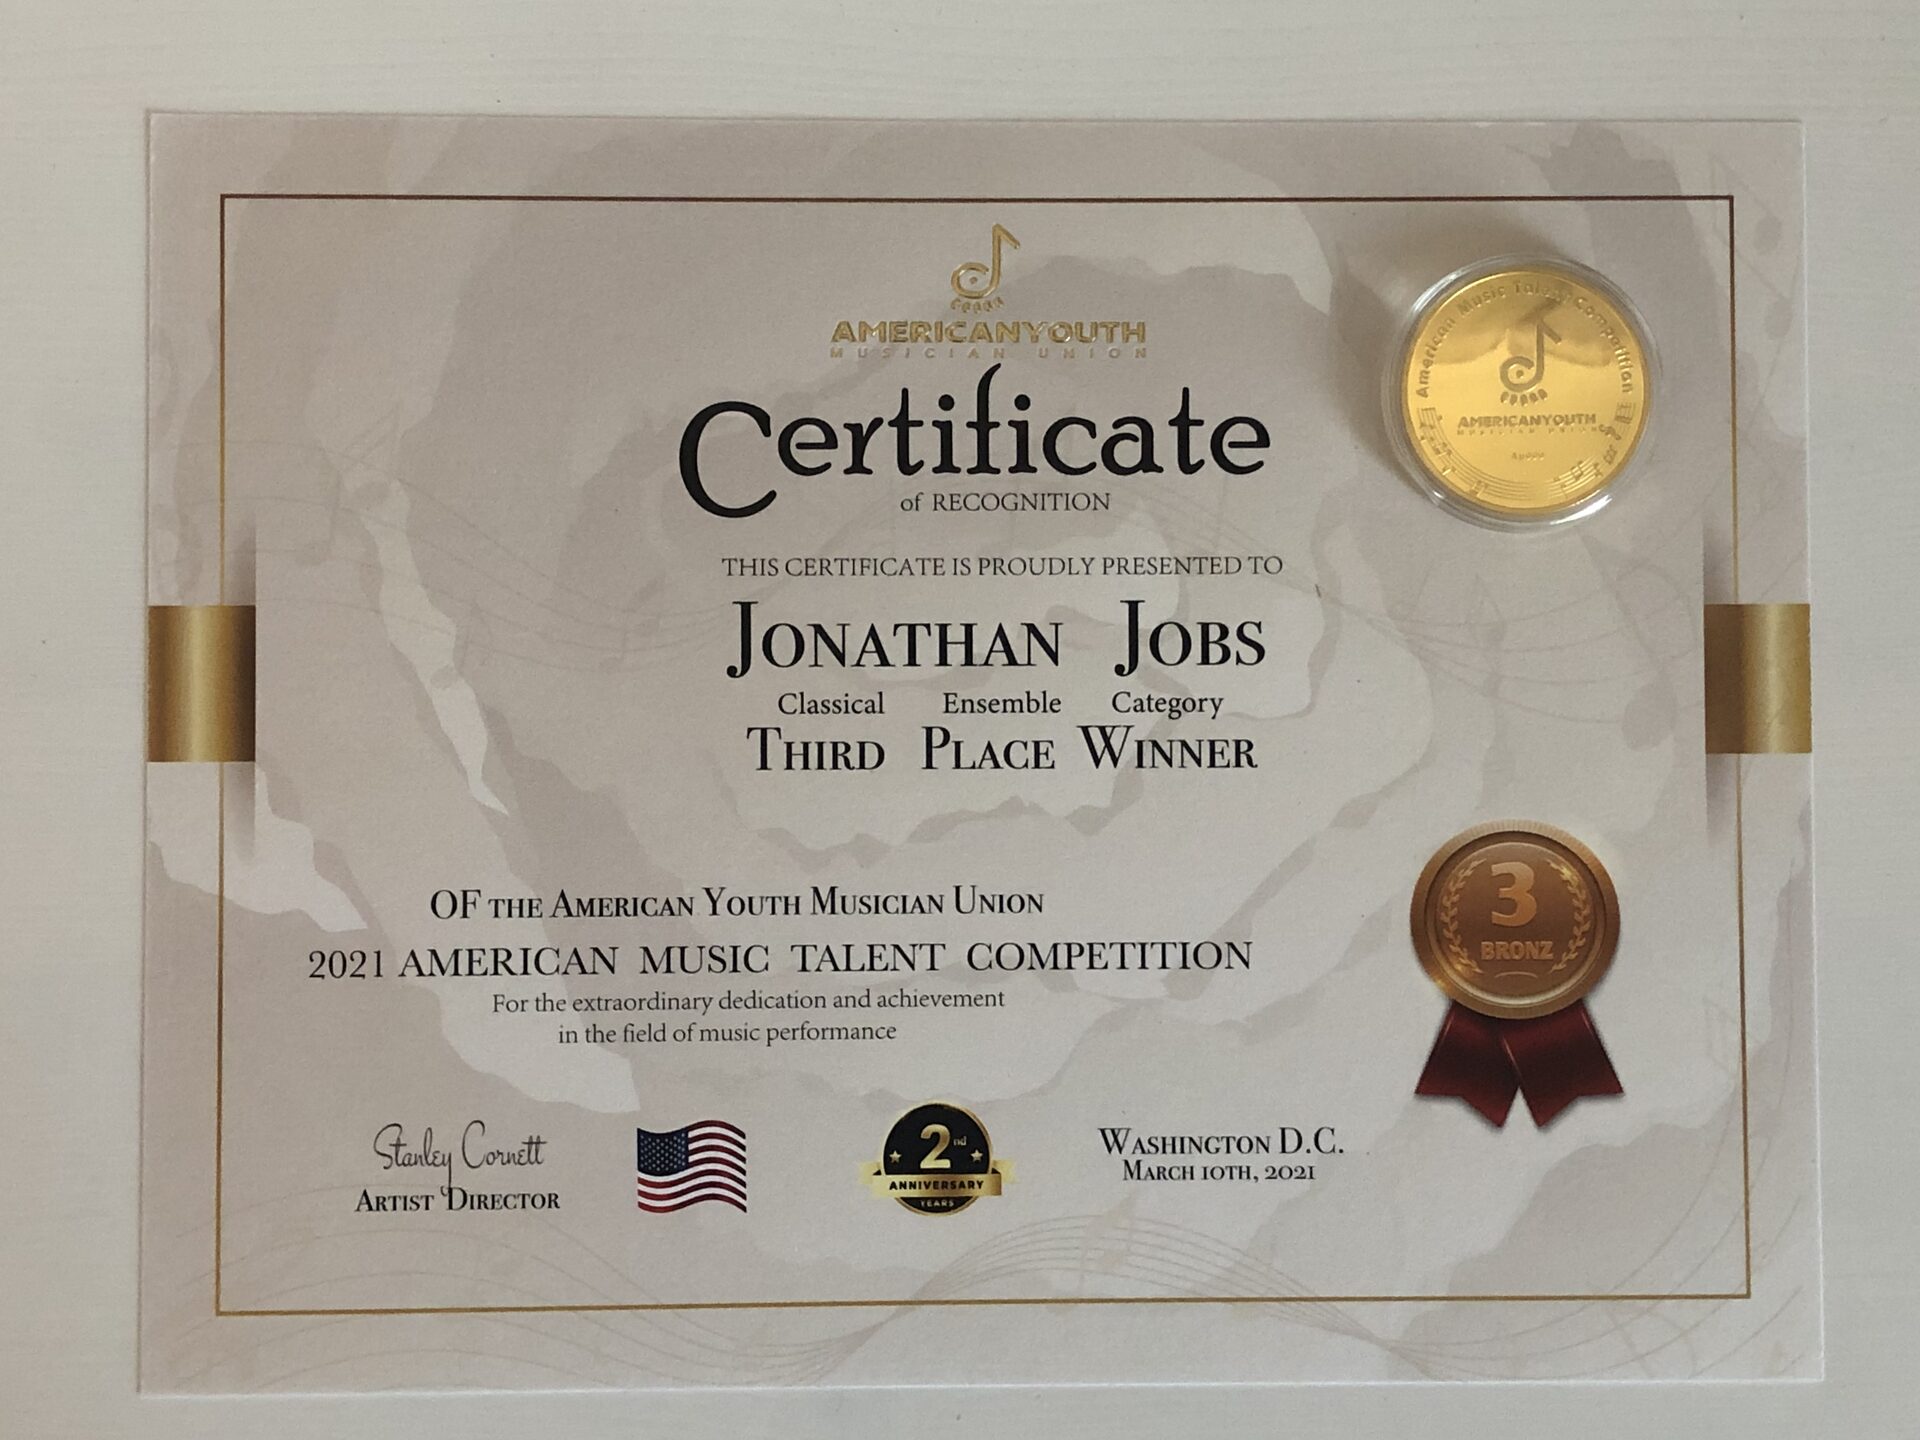 AMERICANYOUTH
MUSICIAN UNION
Certificate
of RECOGNITION
THIS CERTIFICATE IS PROUDLY PRESENTED TO
JONATHAN JOBS
Classical Ensemble Category
THIRD PLACE WINNER
OF THE AMERICAN YOUTH MUSICIAN UNION
2021 AMERICAN MUSIC TALENT COMPETITION
For the extraordinary dedication and achievement
in the field of music performance
Stanley Cornett
ARTIST DIRECTOR
2nd
ANNIVERSARY
YEARS
WASHINGTON D.C.
MARCH 10TH, 2021
American Music Talent Competition
AMERICANYOUTH
MUSICIAN UNION
3
BRONZ